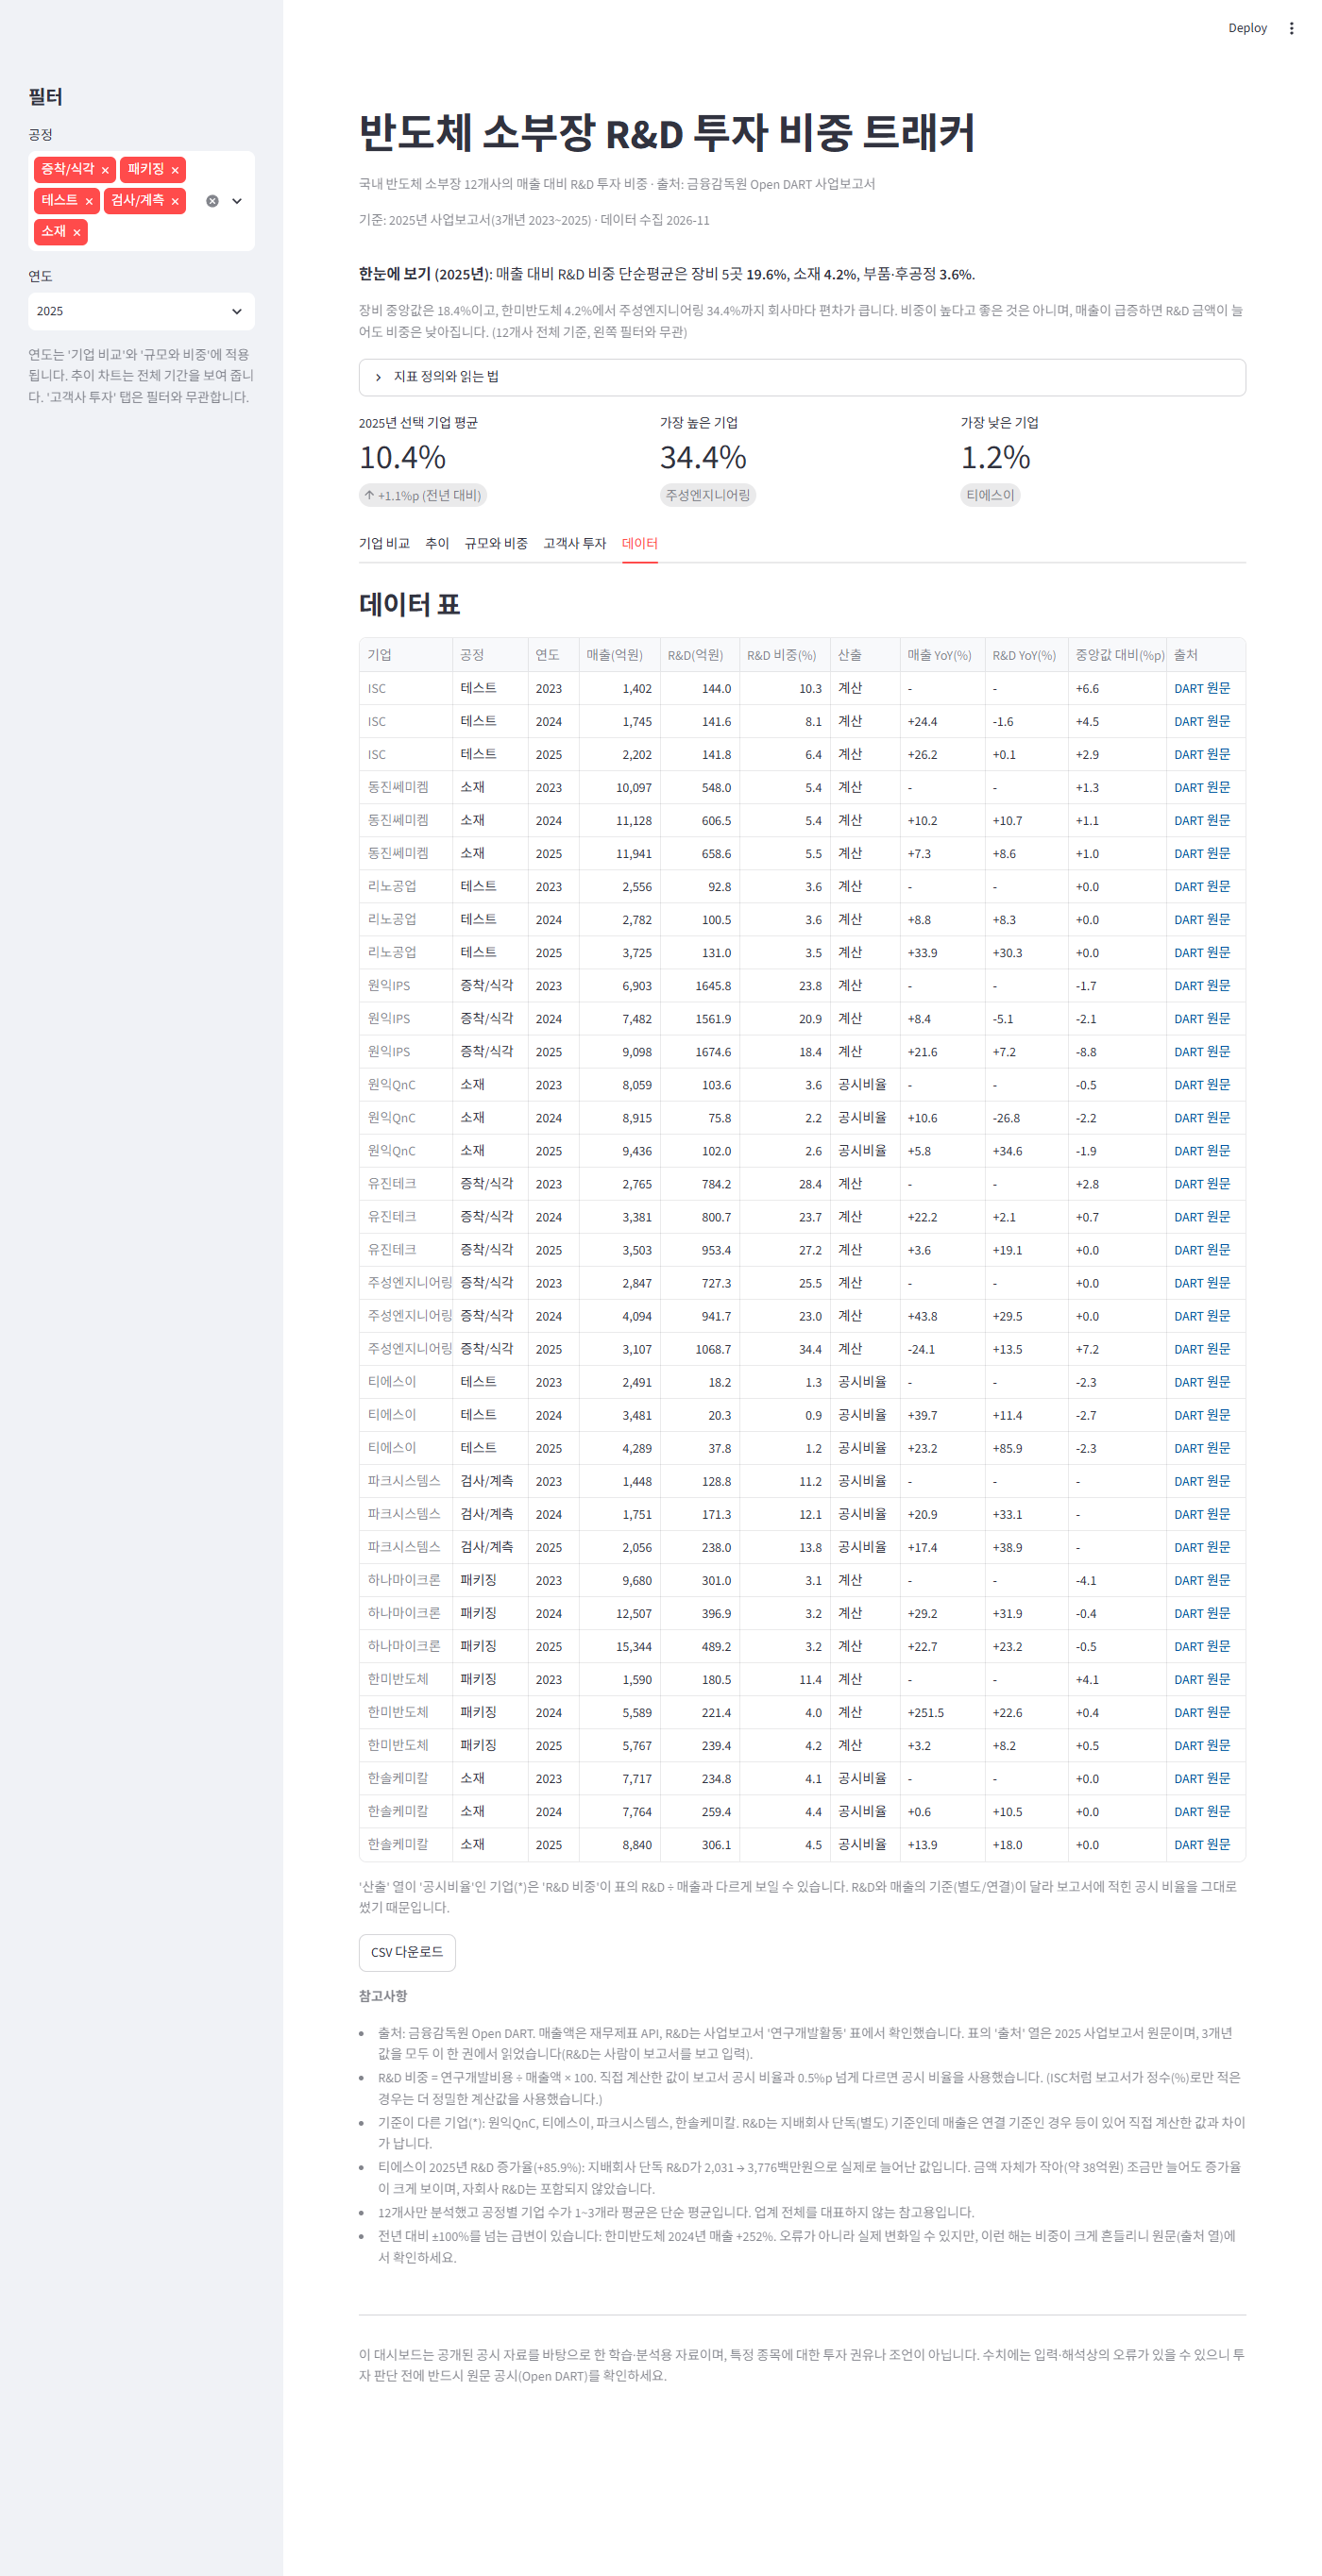 Deploy
필터
공정
증착/식각 ×
패키징 ×
테스트 ×
검사/계측 ×
소재 ×
연도
2025
연도는 '기업 비교'와 '규모와 비중'에 적용
됩니다. 추이 차트는 전체 기간을 보여 줍니
다. '고객사 투자' 탭은 필터와 무관합니다.
반도체 소부장 R&D 투자 비중 트래커
국내 반도체 소부장 12개사의 매출 대비 R&D 투자 비중 · 출처: 금융감독원 Open DART 사업보고서
기준: 2025년 사업보고서(3개년 2023~2025) · 데이터 수집 2026-11
한눈에 보기 (2025년): 매출 대비 R&D 비중 단순평균은 장비 5곳 19.6%, 소재 4.2%, 부품·후공정 3.6%.
장비 중앙값은 18.4%이고, 한미반도체 4.2%에서 주성엔지니어링 34.4%까지 회사마다 편차가 큽니다. 비중이 높다고 좋은 것은 아니며, 매출이 급증하면 R&D 금액이 늘
어도 비중은 낮아집니다. (12개사 전체 기준, 왼쪽 필터와 무관)
지표 정의와 읽는 법
2025년 선택 기업 평균
10.4%
↑ +1.1%p (전년 대비)
가장 높은 기업
34.4%
주성엔지니어링
가장 낮은 기업
1.2%
티에스이
기업 비교 추이 규모와 비중 고객사 투자 데이터
데이터 표
기업 공정 연도 매출(억원) R&D(억원) R&D 비중(%) 산출 매출 YoY(%) R&D YoY(%) 중앙값 대비(%p) 출처
ISC 테스트 2023 1,402 144.0 10.3 계산 - - +6.6 DART 원문
ISC 테스트 2024 1,745 141.6 8.1 계산 +24.4 -1.6 +4.5 DART 원문
ISC 테스트 2025 2,202 141.8 6.4 계산 +26.2 +0.1 +2.9 DART 원문
동진쎄미켐 소재 2023 10,097 548.0 5.4 계산 - - +1.3 DART 원문
동진쎄미켐 소재 2024 11,128 606.5 5.4 계산 +10.2 +10.7 +1.1 DART 원문
동진쎄미켐 소재 2025 11,941 658.6 5.5 계산 +7.3 +8.6 +1.0 DART 원문
리노공업 테스트 2023 2,556 92.8 3.6 계산 - - +0.0 DART 원문
리노공업 테스트 2024 2,782 100.5 3.6 계산 +8.8 +8.3 +0.0 DART 원문
리노공업 테스트 2025 3,725 131.0 3.5 계산 +33.9 +30.3 +0.0 DART 원문
원익IPS 증착/식각 2023 6,903 1645.8 23.8 계산 - - -1.7 DART 원문
원익IPS 증착/식각 2024 7,482 1561.9 20.9 계산 +8.4 -5.1 -2.1 DART 원문
원익IPS 증착/식각 2025 9,098 1674.6 18.4 계산 +21.6 +7.2 -8.8 DART 원문
원익QnC 소재 2023 8,059 103.6 3.6 공시비율 - - -0.5 DART 원문
원익QnC 소재 2024 8,915 75.8 2.2 공시비율 +10.6 -26.8 -2.2 DART 원문
원익QnC 소재 2025 9,436 102.0 2.6 공시비율 +5.8 +34.6 -1.9 DART 원문
유진테크 증착/식각 2023 2,765 784.2 28.4 계산 - - +2.8 DART 원문
유진테크 증착/식각 2024 3,381 800.7 23.7 계산 +22.2 +2.1 +0.7 DART 원문
유진테크 증착/식각 2025 3,503 953.4 27.2 계산 +3.6 +19.1 +0.0 DART 원문
주성엔지니어링 증착/식각 2023 2,847 727.3 25.5 계산 - - +0.0 DART 원문
주성엔지니어링 증착/식각 2024 4,094 941.7 23.0 계산 +43.8 +29.5 +0.0 DART 원문
주성엔지니어링 증착/식각 2025 3,107 1068.7 34.4 계산 -24.1 +13.5 +7.2 DART 원문
티에스이 테스트 2023 2,491 18.2 1.3 공시비율 - - -2.3 DART 원문
티에스이 테스트 2024 3,481 20.3 0.9 공시비율 +39.7 +11.4 -2.7 DART 원문
티에스이 테스트 2025 4,289 37.8 1.2 공시비율 +23.2 +85.9 -2.3 DART 원문
파크시스템스 검사/계측 2023 1,448 128.8 11.2 공시비율 - - - DART 원문
파크시스템스 검사/계측 2024 1,751 171.3 12.1 공시비율 +20.9 +33.1 - DART 원문
파크시스템스 검사/계측 2025 2,056 238.0 13.8 공시비율 +17.4 +38.9 - DART 원문
하나마이크론 패키징 2023 9,680 301.0 3.1 계산 - - -4.1 DART 원문
하나마이크론 패키징 2024 12,507 396.9 3.2 계산 +29.2 +31.9 -0.4 DART 원문
하나마이크론 패키징 2025 15,344 489.2 3.2 계산 +22.7 +23.2 -0.5 DART 원문
한미반도체 패키징 2023 1,590 180.5 11.4 계산 - - +4.1 DART 원문
한미반도체 패키징 2024 5,589 221.4 4.0 계산 +251.5 +22.6 +0.4 DART 원문
한미반도체 패키징 2025 5,767 239.4 4.2 계산 +3.2 +8.2 +0.5 DART 원문
한솔케미칼 소재 2023 7,717 234.8 4.1 공시비율 - - +0.0 DART 원문
한솔케미칼 소재 2024 7,764 259.4 4.4 공시비율 +0.6 +10.5 +0.0 DART 원문
한솔케미칼 소재 2025 8,840 306.1 4.5 공시비율 +13.9 +18.0 +0.0 DART 원문
'산출' 열이 '공시비율'인 기업(*)은 'R&D 비중'이 표의 R&D ÷ 매출과 다르게 보일 수 있습니다. R&D와 매출의 기준(별도/연결)이 달라 보고서에 적힌 공시 비율을 그대로
썼기 때문입니다.
CSV 다운로드
참고사항
• 출처: 금융감독원 Open DART. 매출액은 재무제표 API, R&D는 사업보고서 '연구개발활동' 표에서 확인했습니다. 표의 '출처' 열은 2025 사업보고서 원문이며, 3개년
값을 모두 이 한 권에서 읽었습니다(R&D는 사람이 보고서를 보고 입력).
• R&D 비중 = 연구개발비용 ÷ 매출액 × 100. 직접 계산한 값이 보고서 공시 비율과 0.5%p 넘게 다르면 공시 비율을 사용했습니다. (ISC처럼 보고서가 정수(%)로만 적은
경우는 더 정밀한 계산값을 사용했습니다.)
• 기준이 다른 기업(*): 원익QnC, 티에스이, 파크시스템스, 한솔케미칼. R&D는 지배회사 단독(별도) 기준인데 매출은 연결 기준인 경우 등이 있어 직접 계산한 값과 차이
가 납니다.
• 티에스이 2025년 R&D 증가율(+85.9%): 지배회사 단독 R&D가 2,031→3,776백만원으로 실제로 늘어난 값입니다. 금액 자체가 작아(약 38억원) 조금만 늘어도 증가율
이 크게 보이며, 자회사 R&D는 포함되지 않았습니다.
• 12개사만 분석했고 공정별 기업 수가 1~3개라 평균은 단순 평균입니다. 업계 전체를 대표하지 않는 참고용입니다.
• 전년 대비 ±100%를 넘는 급변이 있습니다: 한미반도체 2024년 매출 +252%. 오류가 아니라 실제 변화일 수 있지만, 이런 해는 비중이 크게 흔들리니 원문(출처 열)에
서 확인하세요.
이 대시보드는 공개된 공시 자료를 바탕으로 한 학습·분석용 자료이며, 특정 종목에 대한 투자 권유나 조언이 아닙니다. 수치에는 입력·해석상의 오류가 있을 수 있으니 투
자 판단 전에 반드시 원문 공시(Open DART)를 확인하세요.